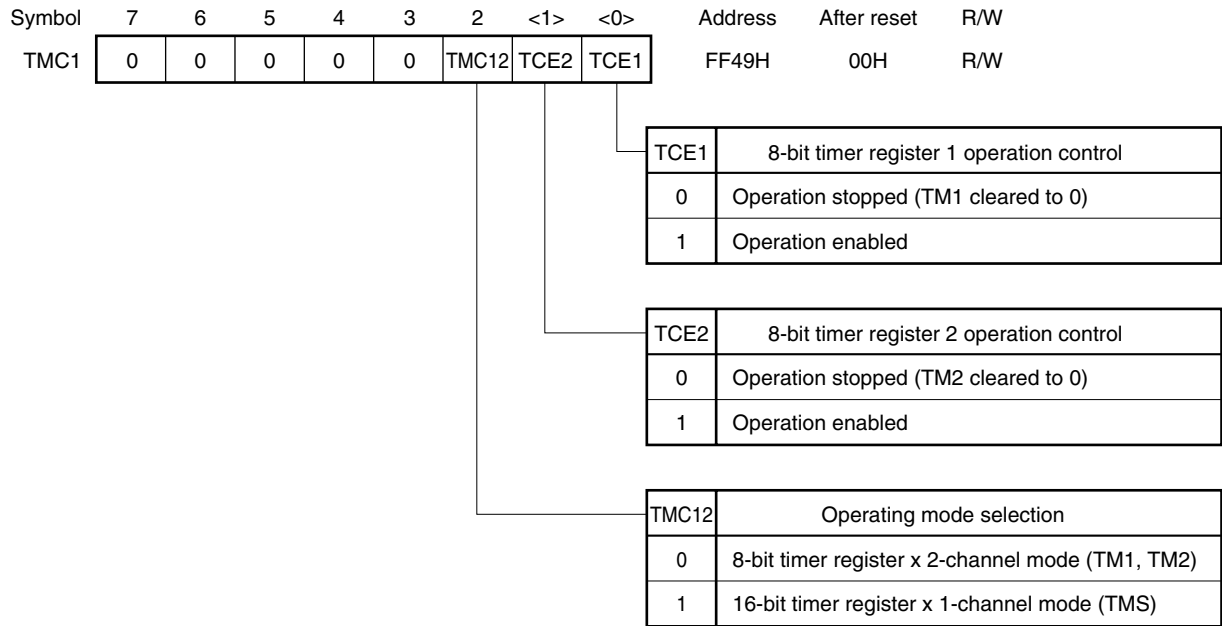 Symbol 7 6 5 4 3 2 <1> <0> Address After reset R/W
TMC1 0 0 0 0 0 TMC12 TCE2 TCE1 FF49H 00H R/W
TCE1 8-bit timer register 1 operation control
0 Operation stopped (TM1 cleared to 0)
1 Operation enabled
TCE2 8-bit timer register 2 operation control
0 Operation stopped (TM2 cleared to 0)
1 Operation enabled
TMC12 Operating mode selection
0 8-bit timer register x 2-channel mode (TM1, TM2)
1 16-bit timer register x 1-channel mode (TMS)